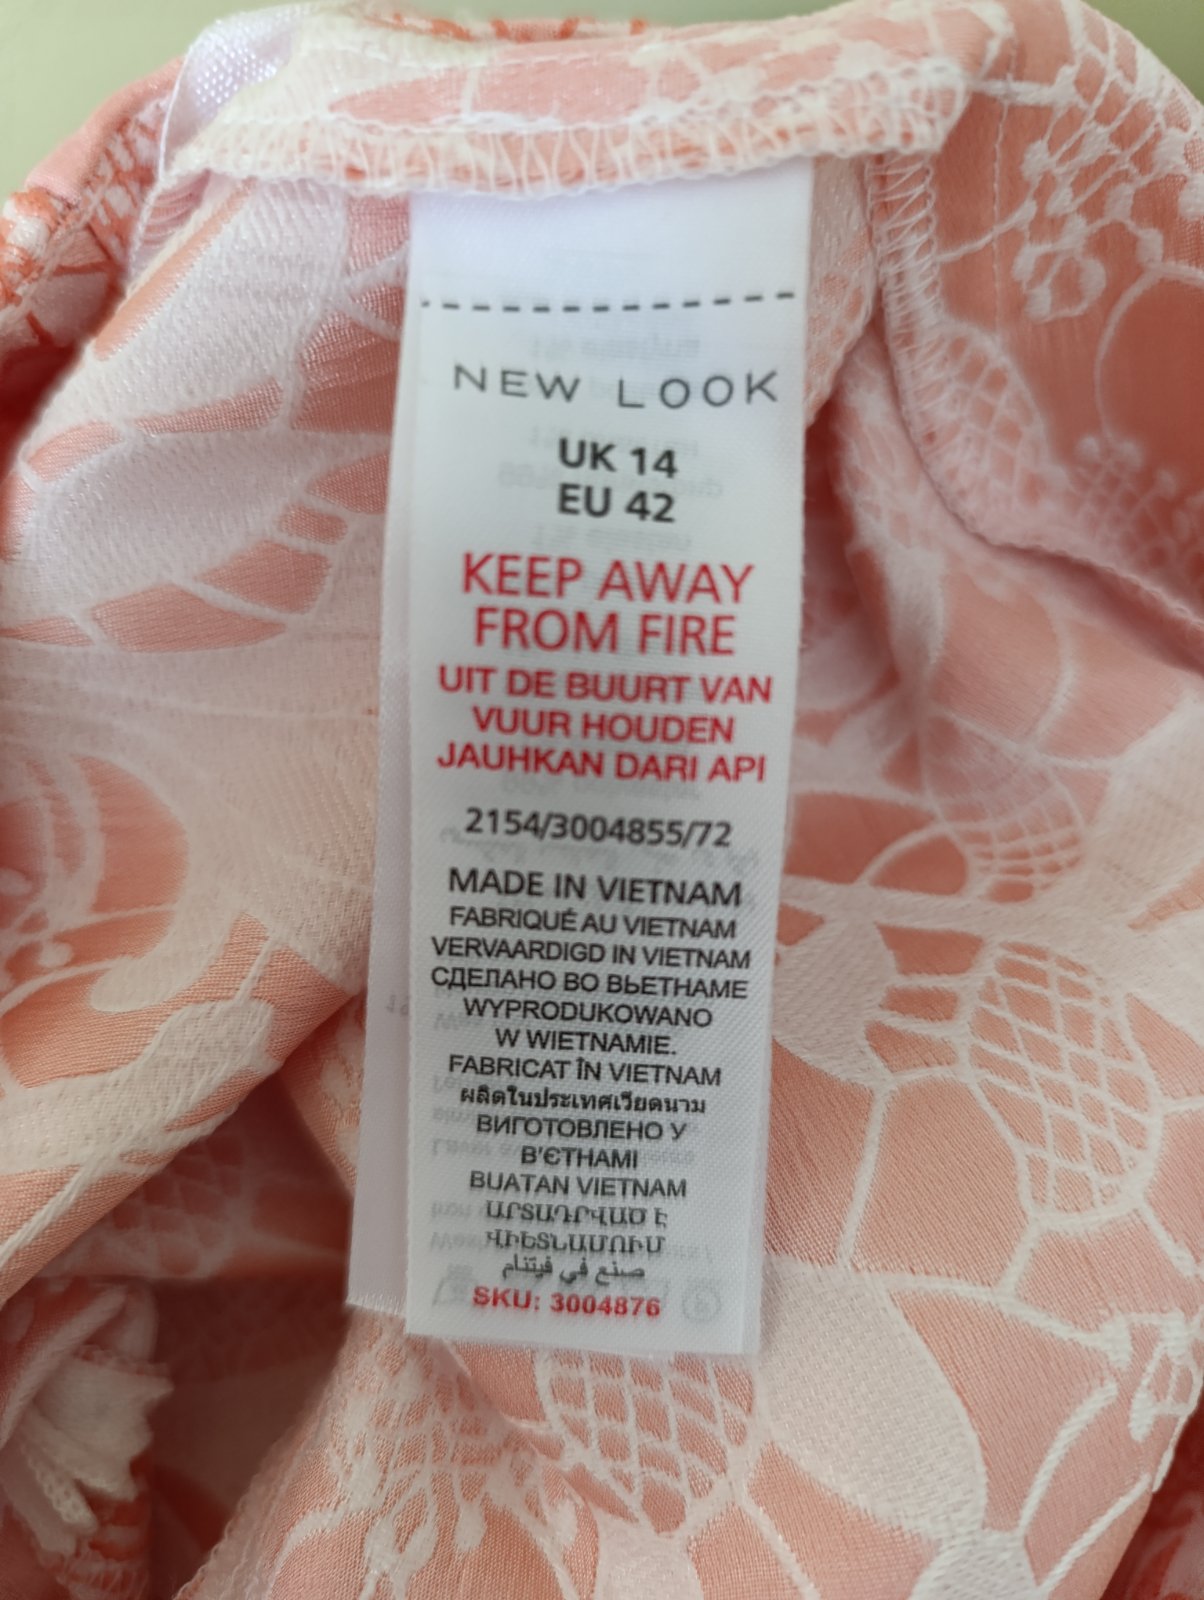 NEW LOOK
UK 14
EU 42
KEEP AWAY
FROM FIRE
UIT DE BUURT VAN
VUUR HOUDEN
JAUHKAN DARI API
2154/3004855/72
MADE IN VIETNAM
FABRIQUÉ AU VIETNAM
VERVAARDIGD IN VIETNAM
СДЕЛАНО ВО ВЬЕТНАМЕ
WYPRODUKOWANO
W WIETNAMIE.
FABRICAT ÎN VIETNAM
ผลิตในประเทศเวียดนาม
ВИГОТОВЛЕНО У
В'ЄТНАМІ
BUATAN VIETNAM
ԱՐՏԱԴՐՎԱԾ Է
ՎԻԵՏՆԱՄՈՒՄ
صنع في فيتنام
SKU: 3004876